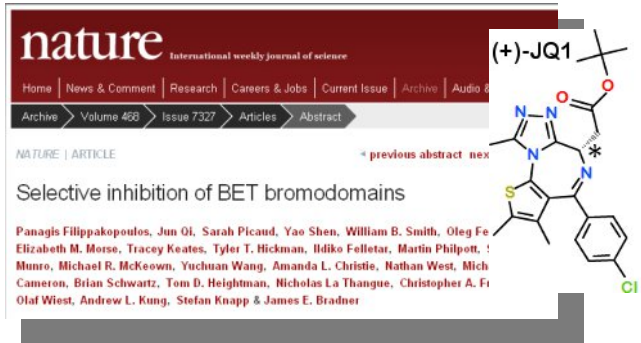 nature International weekly journal of science
Home News & Comment Research Careers & Jobs Current Issue Archive Audio &
Archive Volume 468 Issue 7327 Articles Abstract
NATURE | ARTICLE
previous abstract nex
Selective inhibition of BET bromodomains
Panagis Filippakopoulos, Jun Qi, Sarah Picaud, Yao Shen, William B. Smith, Oleg Fe
Elizabeth M. Morse, Tracey Keates, Tyler T. Hickman, Ildiko Felletar, Martin Philpott,
Munro, Michael R. McKeown, Yuchuan Wang, Amanda L. Christie, Nathan West, Mich
Cameron, Brian Schwartz, Tom D. Heightman, Nicholas La Thangue, Christopher A. Fr
Olaf Wiest, Andrew L. Kung, Stefan Knapp & James E. Bradner
(+)-JQ1
O
O
N N
N
*
N
S
Cl